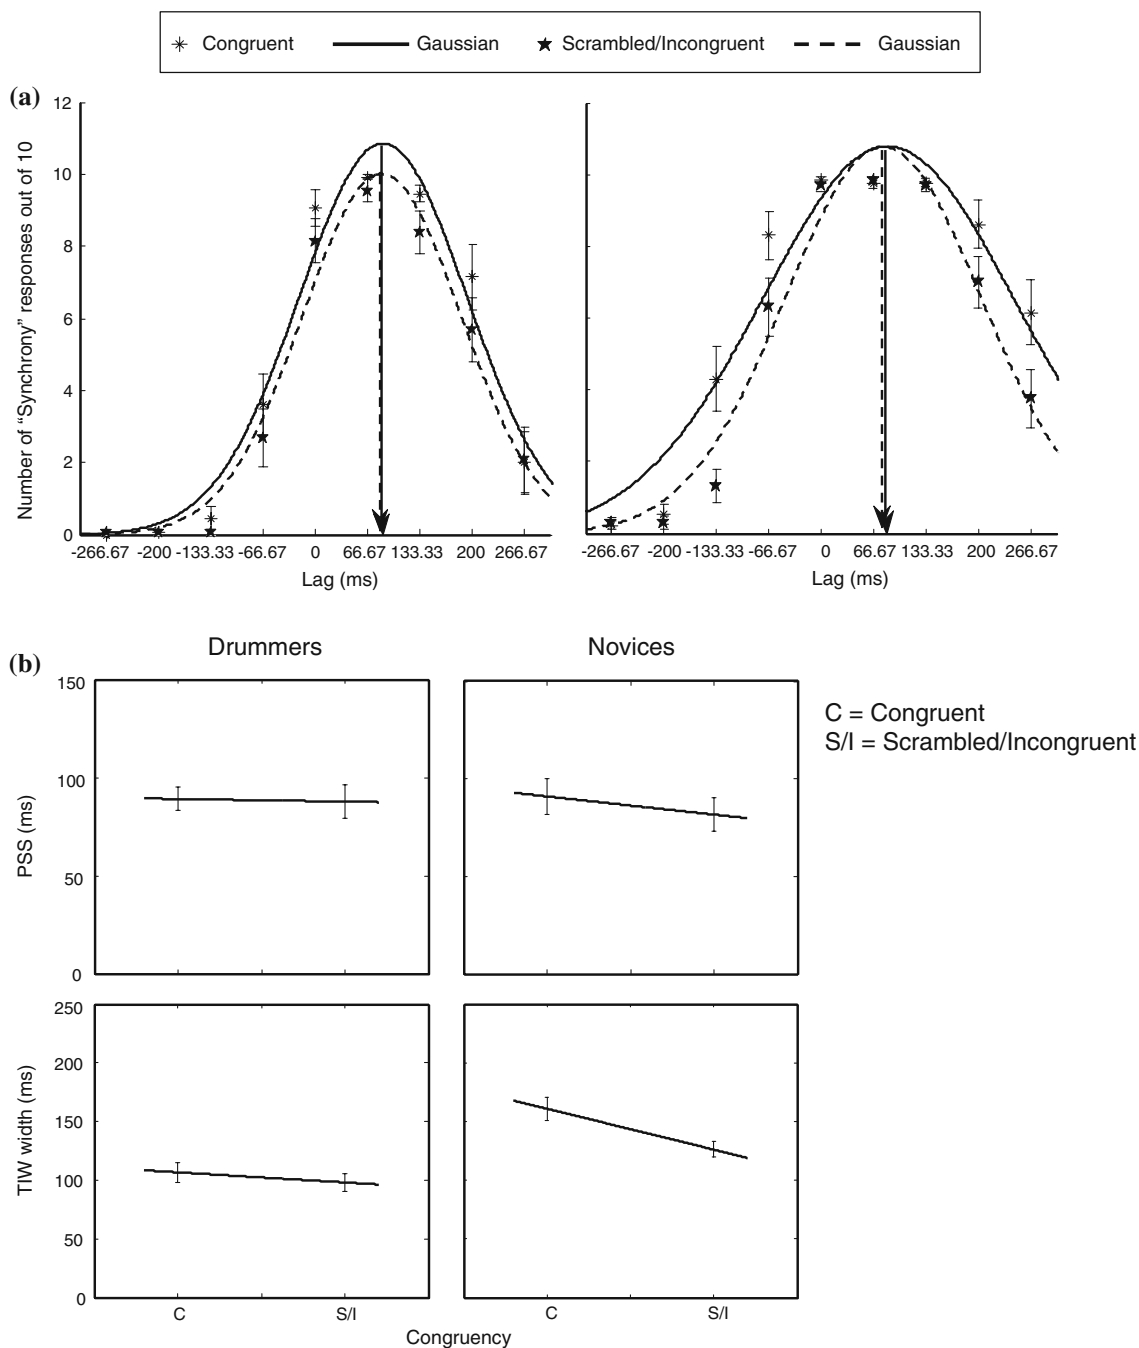 Congruent Gaussian Scrambled/Incongruent Gaussian
(a)
Number of “Synchrony” responses out of 10
12
10
8
6
4
2
0
-266.67 -200 -133.33 -66.67 0 66.67 133.33 200 266.67
Lag (ms)
-266.67 -200 -133.33 -66.67 0 66.67 133.33 200 266.67
Lag (ms)
(b)
Drummers Novices
C = Congruent
S/I = Scrambled/Incongruent
PSS (ms)
150
100
50
0
TIW width (ms)
250
200
150
100
50
0
C S/I C S/I
Congruency